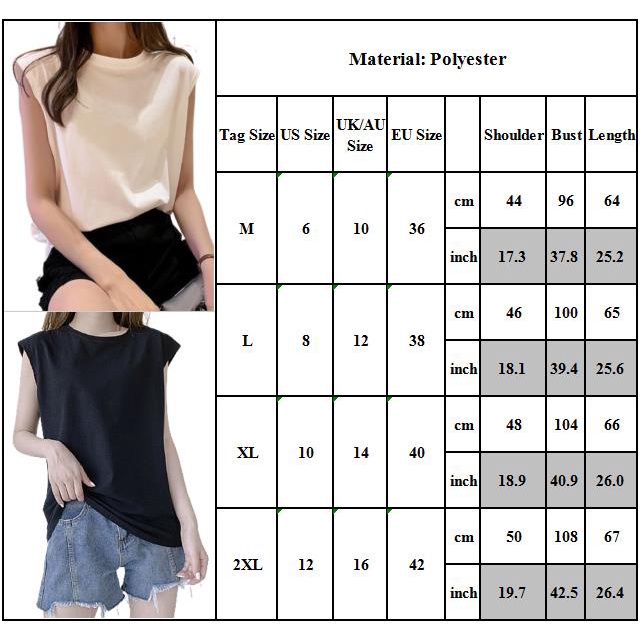 Material: Polyester
Tag Size US Size UK/AU Size EU Size Shoulder Bust Length
M 6 10 36 cm 44 96 64
inch 17.3 37.8 25.2
L 8 12 38 cm 46 100 65
inch 18.1 39.4 25.6
XL 10 14 40 cm 48 104 66
inch 18.9 40.9 26.0
2XL 12 16 42 cm 50 108 67
inch 19.7 42.5 26.4